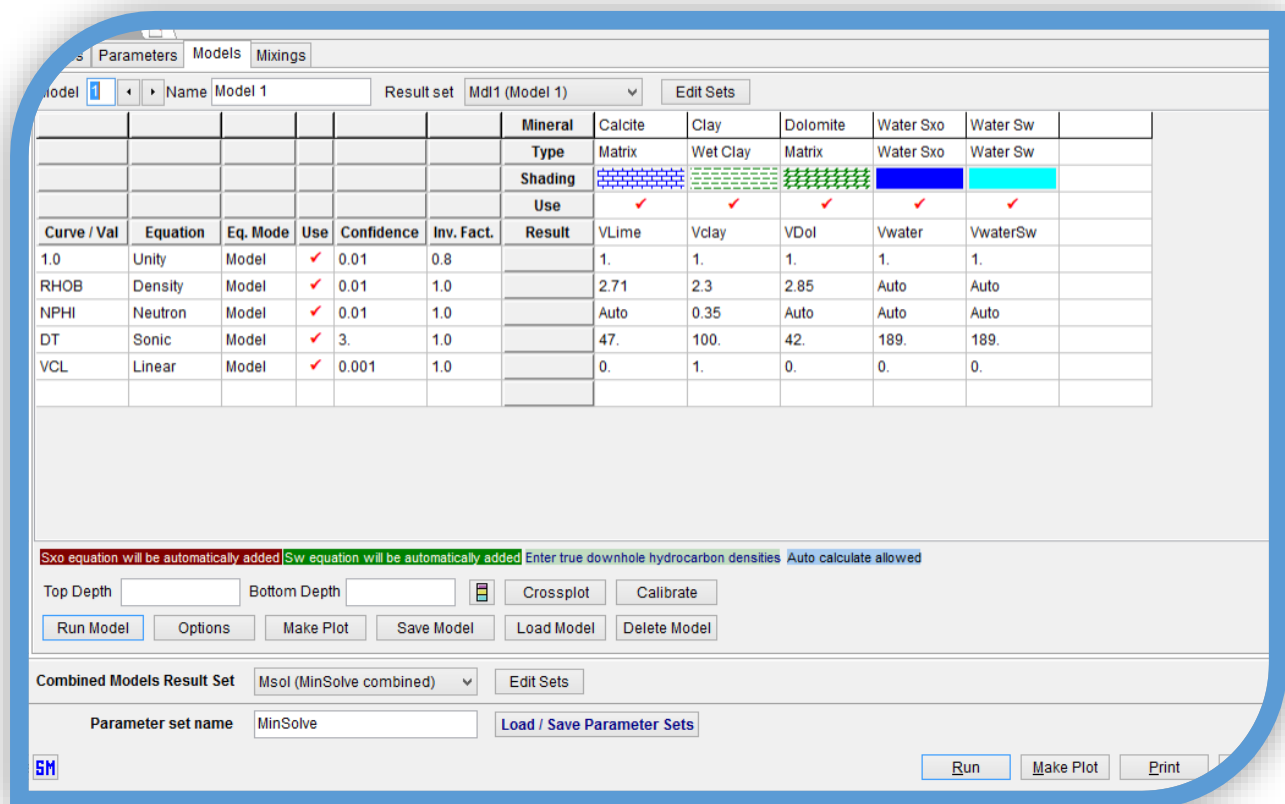 Parameters Models Mixings
Model 1 Name Model 1 Result set Mdl1 (Model 1) Edit Sets
Mineral Calcite Clay Dolomite Water Sxo Water Sw
Type Matrix Wet Clay Matrix Water Sxo Water Sw
Shading
Use ✔ ✔ ✔ ✔ ✔
Curve / Val Equation Eq. Mode Use Confidence Inv. Fact. Result VLime Vclay VDol Vwater VwaterSw
1.0 Unity Model ✔ 0.01 0.8 1. 1. 1. 1. 1.
RHOB Density Model ✔ 0.01 1.0 2.71 2.3 2.85 Auto Auto
NPHI Neutron Model ✔ 0.01 1.0 Auto 0.35 Auto Auto Auto
DT Sonic Model ✔ 3. 1.0 47. 100. 42. 189. 189.
VCL Linear Model ✔ 0.001 1.0 0. 1. 0. 0. 0.
Sxo equation will be automatically added Sw equation will be automatically added Enter true downhole hydrocarbon densities Auto calculate allowed
Top Depth Bottom Depth Crossplot Calibrate
Run Model Options Make Plot Save Model Load Model Delete Model
Combined Models Result Set Msol (MinSolve combined) Edit Sets
Parameter set name MinSolve Load / Save Parameter Sets
SM Run Make Plot Print